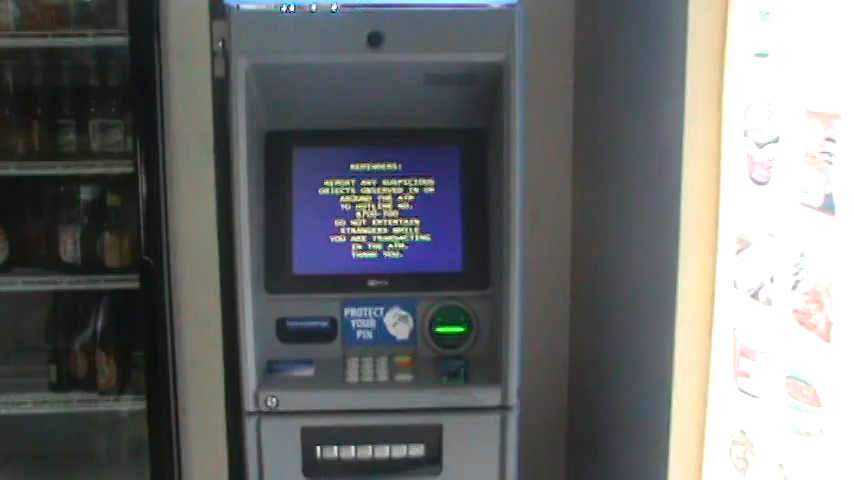 REMINDERS:
REPORT ANY SUSPICIOUS
OBJECTS OBSERVED IN OR
AROUND THE ATM
TO HOTLINE NO.
DO NOT ENTERTAIN
STRANGERS WHILE
YOU ARE TRANSACTING
IN THE ATM.
THANK YOU.
PROTECT
YOUR
PIN